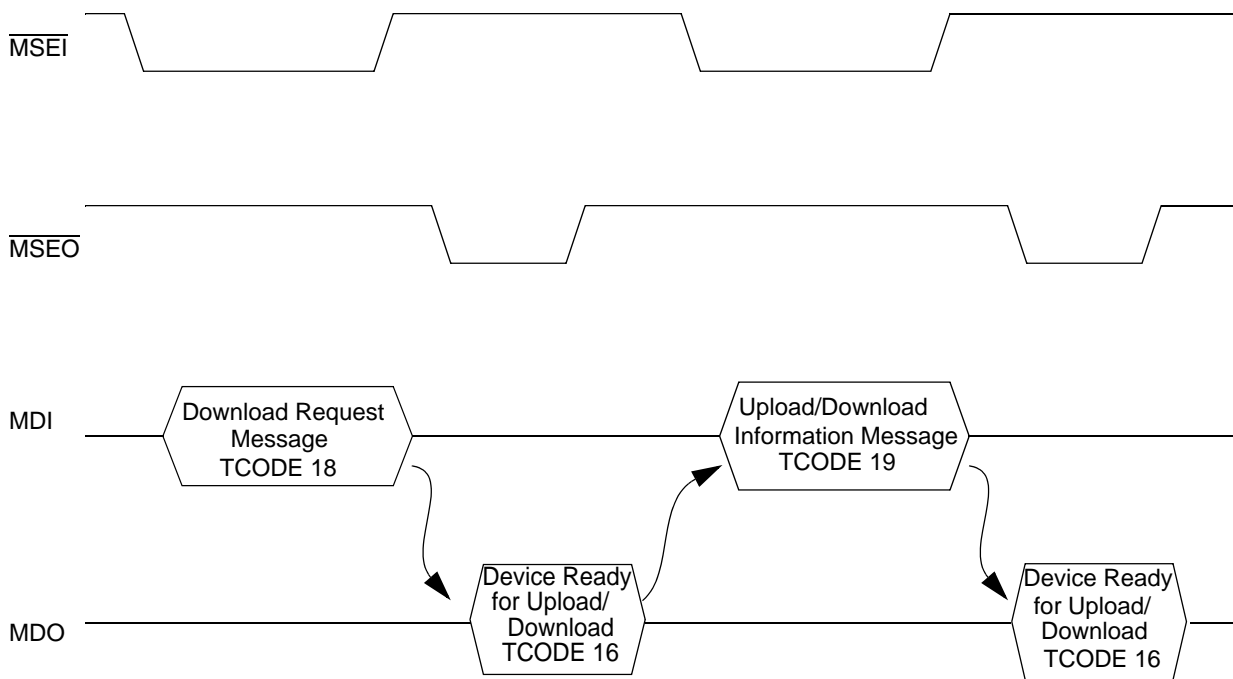 MSEI
MSEO
MDI
Download Request
Message
TCODE 18
Upload/Download
Information Message
TCODE 19
MDO
Device Ready
for Upload/
Download
TCODE 16
Device Ready
for Upload/
Download
TCODE 16